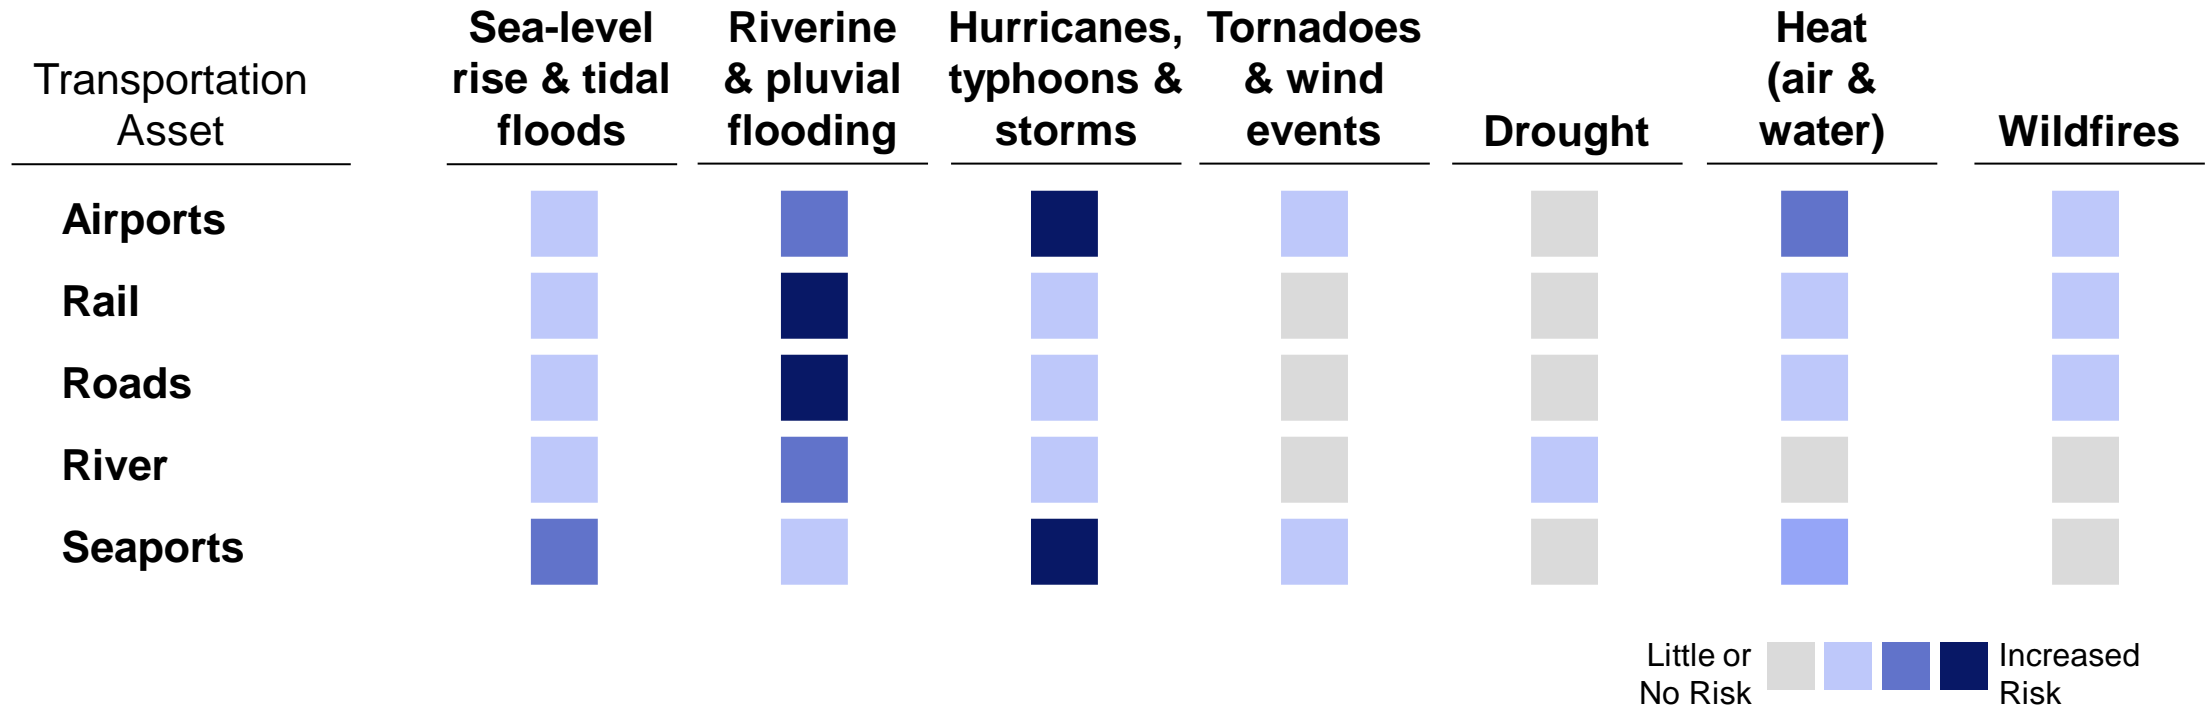 Transportation
Asset
Sea-level
rise & tidal
floods
Riverine
& pluvial
flooding
Hurricanes,
typhoons &
storms
Tornadoes
& wind
events
Drought
Heat
(air &
water)
Wildfires
Airports
Rail
Roads
River
Seaports
Little or
No Risk
Increased
Risk